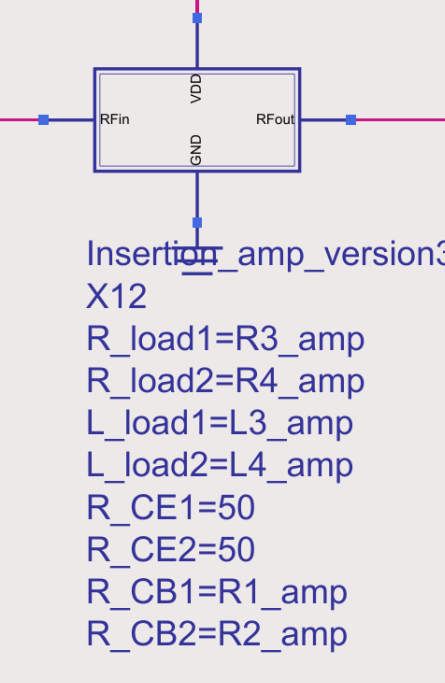 VDD
RFin
RFout
GND
Insertion_amp_version3
X12
R_load1=R3_amp
R_load2=R4_amp
L_load1=L3_amp
L_load2=L4_amp
R_CE1=50
R_CE2=50
R_CB1=R1_amp
R_CB2=R2_amp